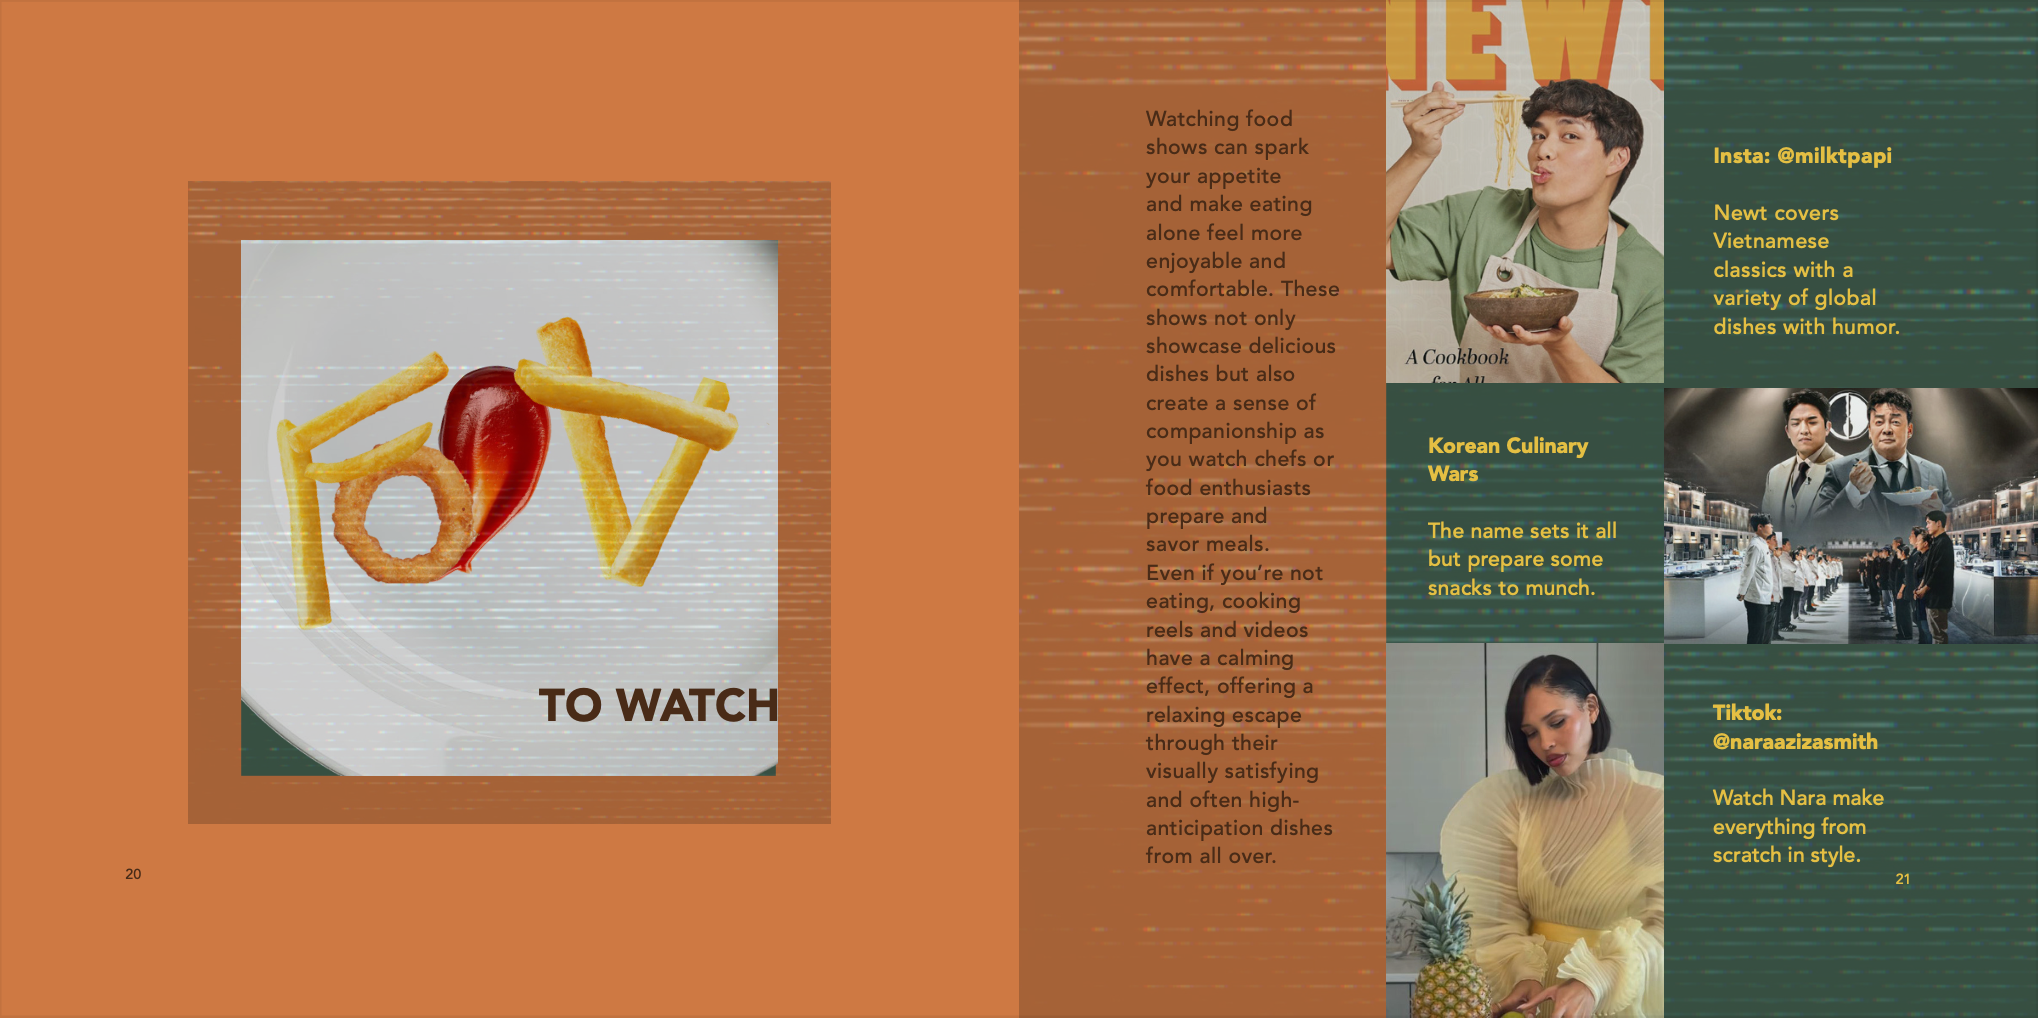 FOOD
TO WATCH
20
Watching food
shows can spark
your appetite
and make eating
alone feel more
enjoyable and
comfortable. These
shows not only
showcase delicious
dishes but also
create a sense of
companionship as
you watch chefs or
food enthusiasts
prepare and
savor meals.
Even if you’re not
eating, cooking
reels and videos
have a calming
effect, offering a
relaxing escape
through their
visually satisfying
and often high-
anticipation dishes
from all over.
NEWT
A Cookbook
for All
Insta: @milktpapi
Newt covers
Vietnamese
classics with a
variety of global
dishes with humor.
Korean Culinary
Wars
The name sets it all
but prepare some
snacks to munch.
Tiktok:
@naraazizasmith
Watch Nara make
everything from
scratch in style.
21